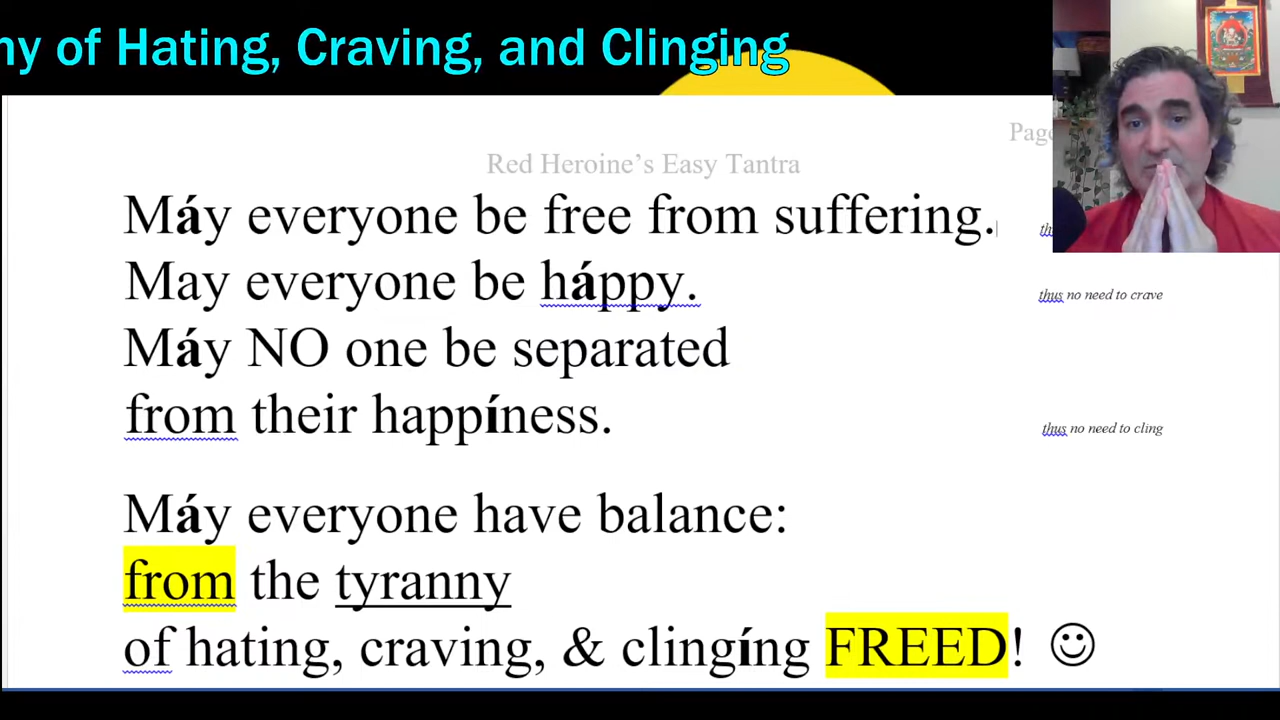 ny of Hating, Craving, and Clinging
Page
Red Heroine's Easy Tantra
Máy everyone be free from suffering.
May everyone be háppy.
thus no need to crave
Máy NO one be separated
from their happíness.
thus no need to cling
Máy everyone have balance:
from the tyranny
of hating, craving, & clingíng FREED! ☺